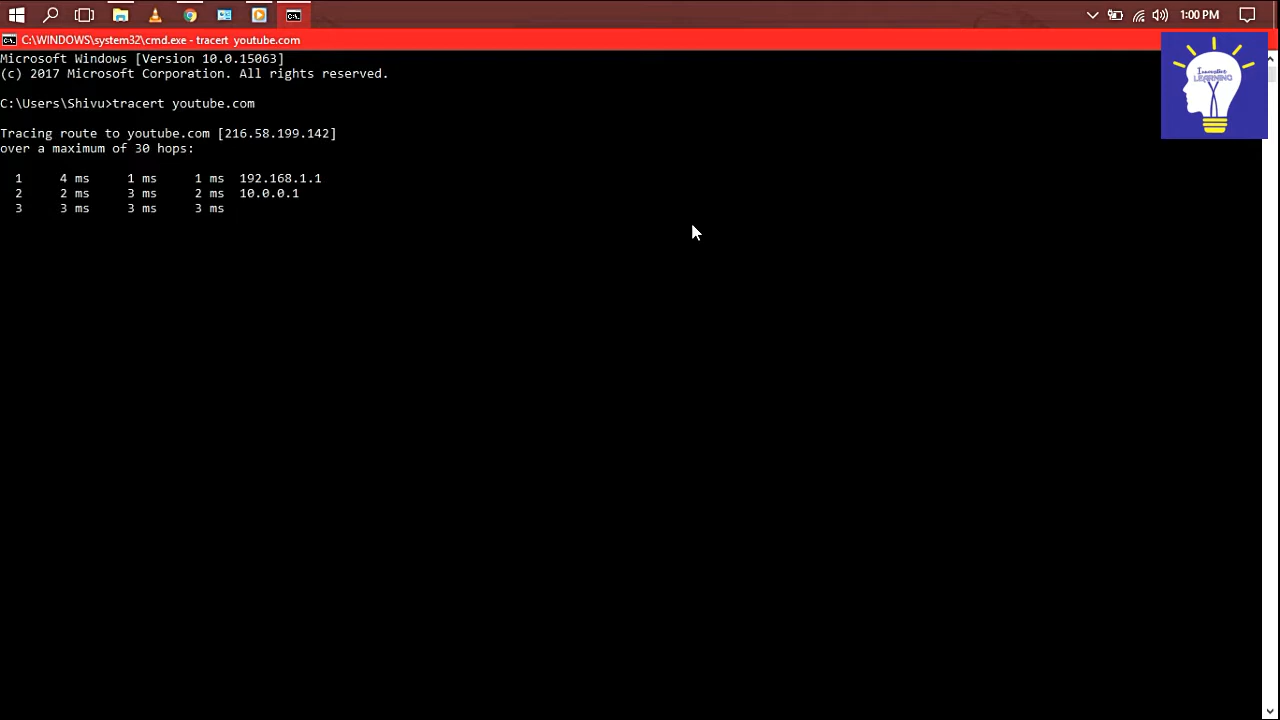 1:00 PM
C:\WINDOWS\system32\cmd.exe - tracert  youtube.com
Microsoft Windows [Version 10.0.15063]
(c) 2017 Microsoft Corporation. All rights reserved.
Innovative
LEARNING
C:\Users\Shivu>tracert youtube.com
Tracing route to youtube.com [216.58.199.142]
over a maximum of 30 hops:
1     4 ms     1 ms     1 ms  192.168.1.1
2     2 ms     3 ms     2 ms  10.0.0.1
3     3 ms     3 ms     3 ms